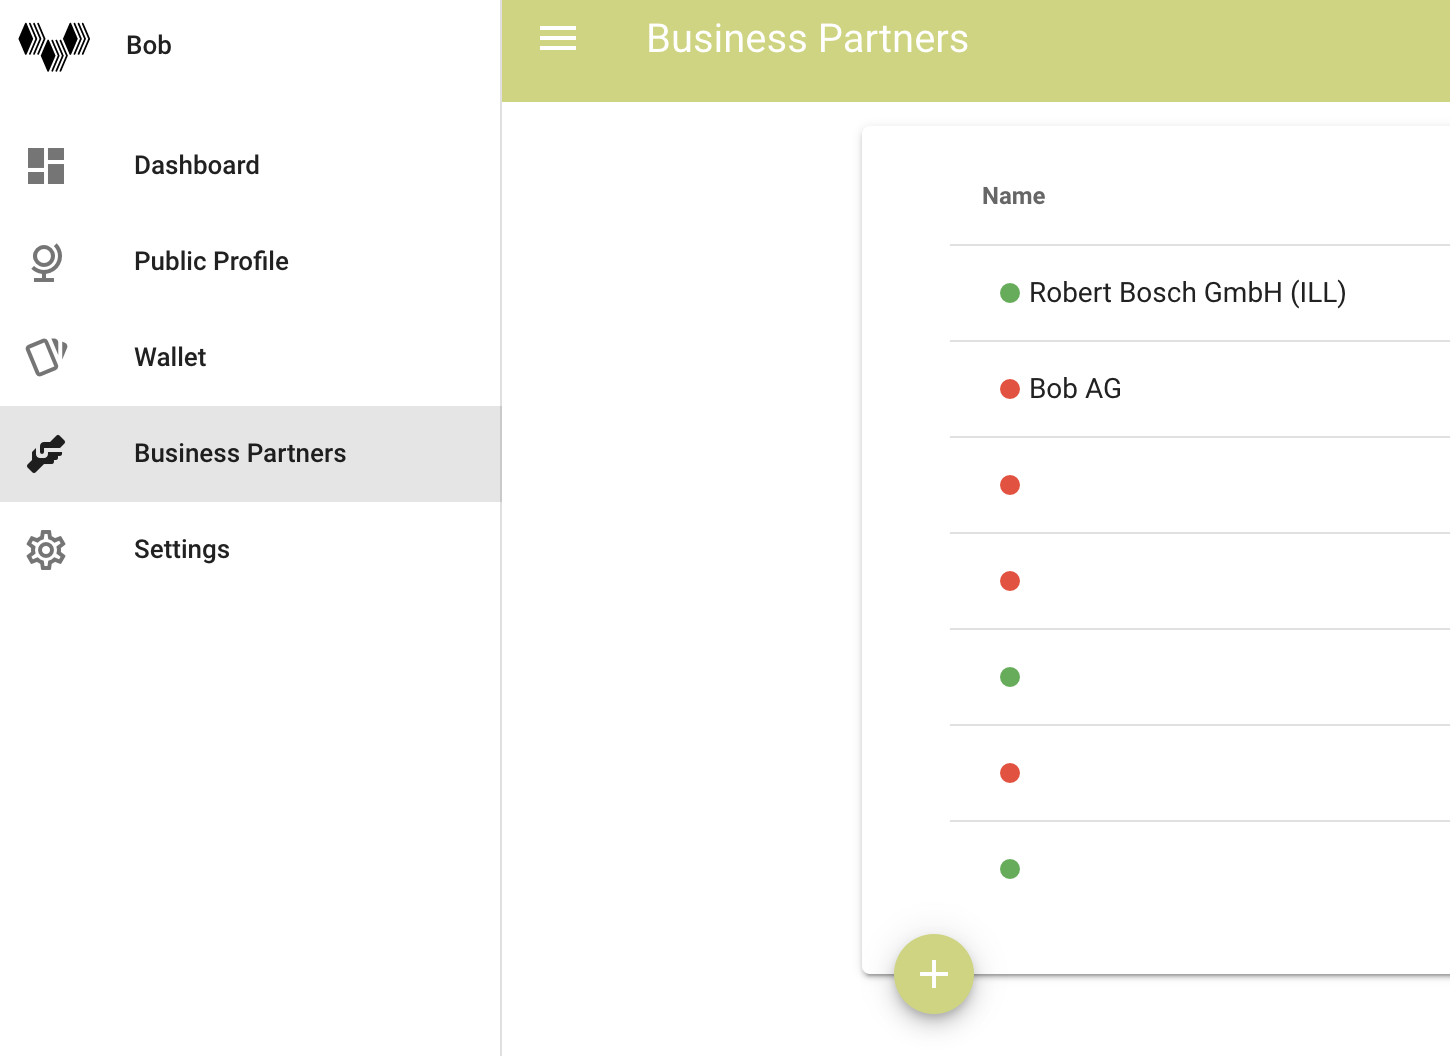 Bob
Dashboard
Public Profile
Wallet
Business Partners
Settings
Business Partners
Name
Robert Bosch GmbH (ILL)
Bob AG